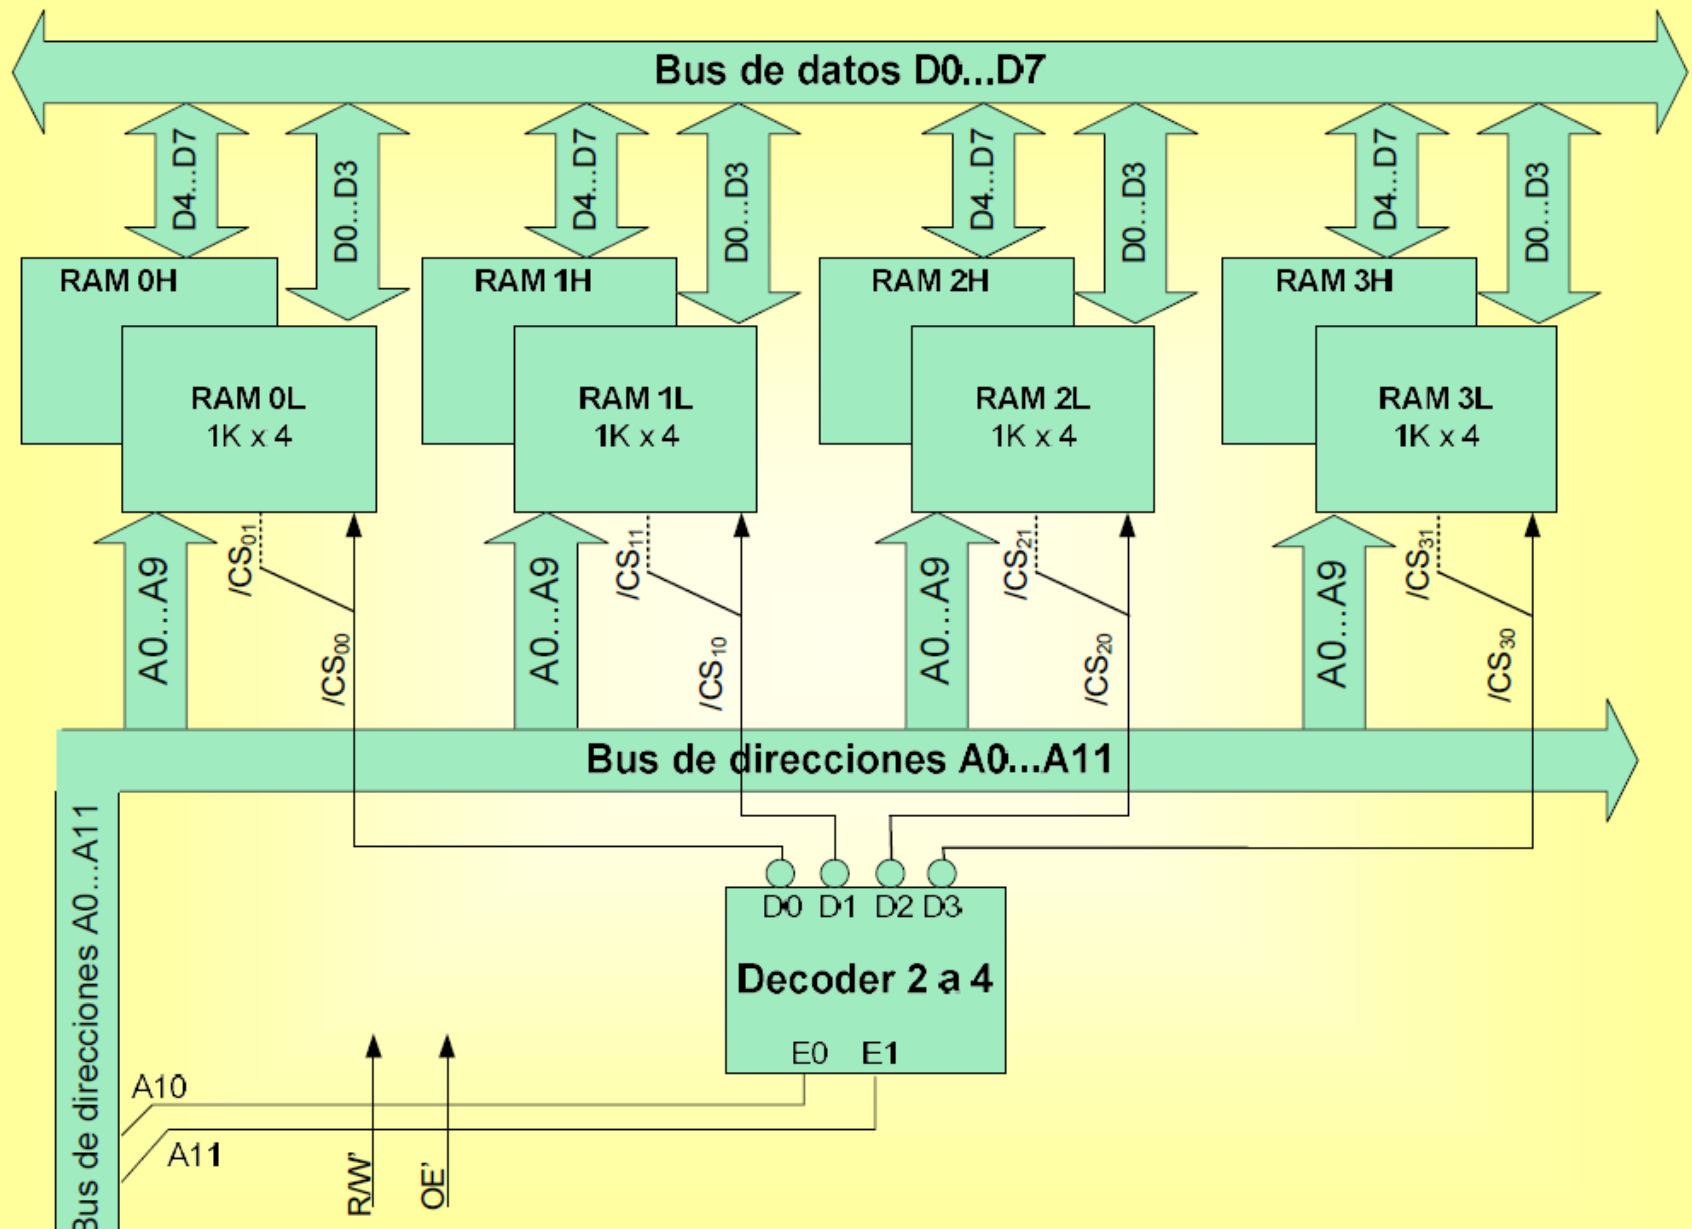 Bus de datos D0...D7
D4...D7
D0...D3
D4...D7
D0...D3
D4...D7
D0...D3
D4...D7
D0...D3
RAM 0H
RAM 1H
RAM 2H
RAM 3H
RAM 0L
1K x 4
RAM 1L
1K x 4
RAM 2L
1K x 4
RAM 3L
1K x 4
A0...A9
/CS01
/CS00
A0...A9
/CS11
/CS10
A0...A9
/CS21
/CS20
A0...A9
/CS31
/CS30
Bus de direcciones A0...A11
Bus de direcciones A0...A11
D0 D1 D2 D3
Decoder 2 a 4
E0 E1
A10
A11
R/W'
OE'